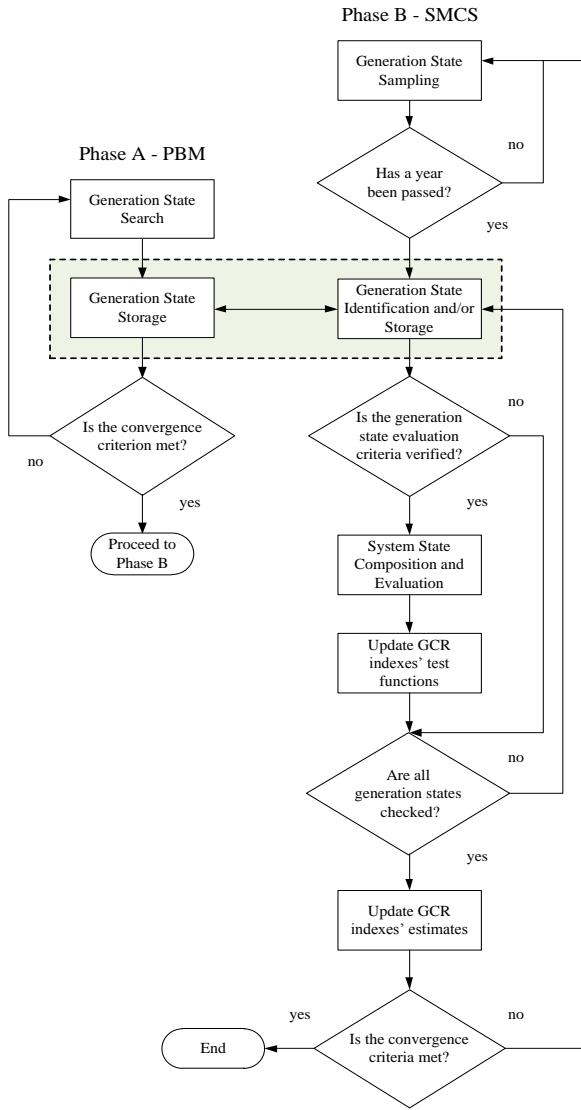 Phase B - SMCS
Generation State
Sampling
no
Has a year
been passed?
yes
Phase A - PBM
Generation State
Search
Generation State
Storage
Generation State
Identification and/or
Storage
Is the convergence
criterion met?
no
yes
Proceed to
Phase B
no
Is the generation
state evaluation
criteria verified?
yes
System State
Composition and
Evaluation
Update GCR
indexes’ test
functions
no
Are all
generation states
checked?
yes
Update GCR
indexes’ estimates
yes
no
Is the convergence
criteria met?
End